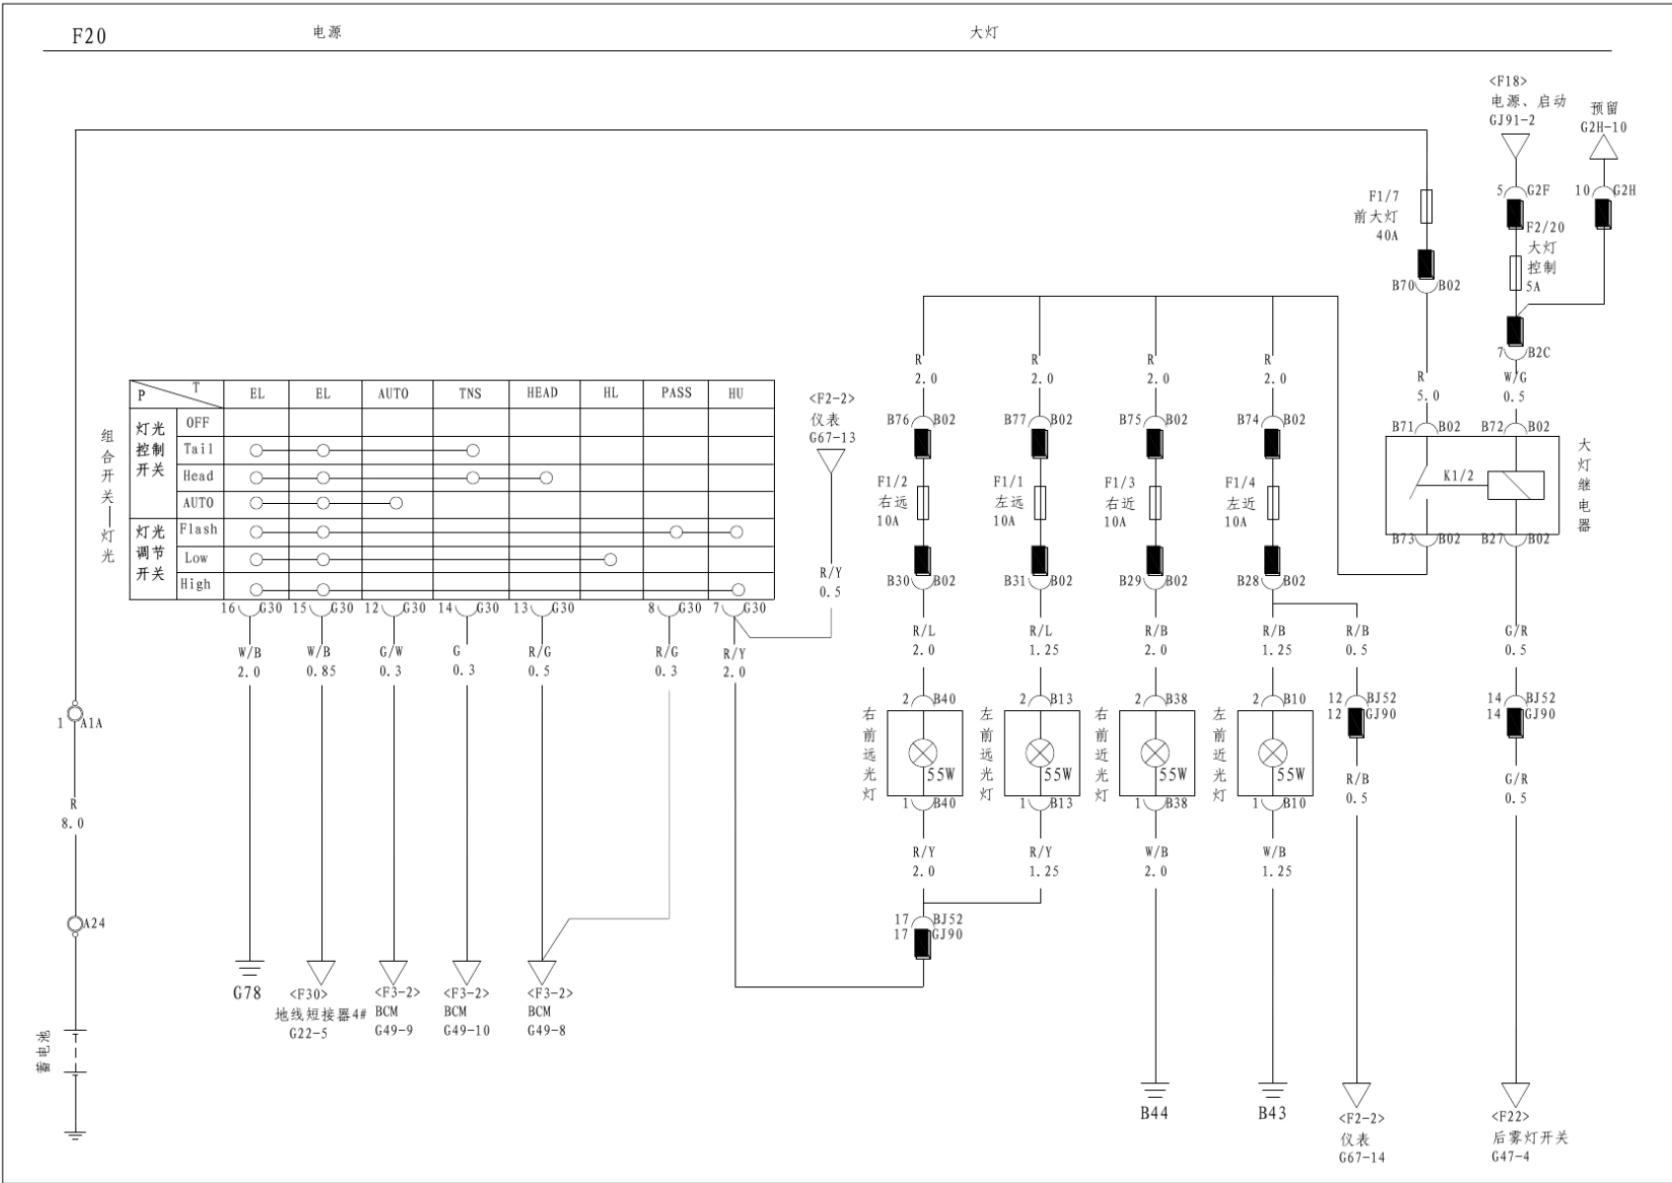 F20
电源
大灯
<F18>
电源、启动
GJ91-2
预留
G2H-10
5 G2F
10 G2H
F1/7
前大灯
40A
F2/20
大灯
控制
5A
B70 B02
7 B2C
R
5.0
W/G
0.5
R
2.0
R
2.0
R
2.0
R
2.0
B76 B02
B77 B02
B75 B02
B74 B02
B71 B02
B72 B02
F1/2
右远
10A
F1/1
左远
10A
F1/3
右近
10A
F1/4
左近
10A
K1/2
大灯继电器
B73 B02
B27 B02
B30 B02
B31 B02
B29 B02
B28 B02
组合开关—灯光
P T EL EL AUTO TNS HEAD HL PASS HU
灯光
控制
开关
OFF
Tail
Head
AUTO
灯光
调节
开关
Flash
Low
High
<F2-2>
仪表
G67-13
R/Y
0.5
16 G30
15 G30
12 G30
14 G30
13 G30
8 G30
7 G30
W/B
2.0
W/B
0.85
G/W
0.3
G
0.3
R/G
0.5
R/G
0.3
R/Y
2.0
R/L
2.0
R/L
1.25
R/B
2.0
R/B
1.25
R/B
0.5
G/R
0.5
2 B40
2 B13
2 B38
2 B10
12 BJ52
12 GJ90
14 BJ52
14 GJ90
右前远光灯
55W
左前远光灯
55W
右前近光灯
55W
左前近光灯
55W
1 B40
1 B13
1 B38
1 B10
R/B
0.5
G/R
0.5
R/Y
2.0
R/Y
1.25
W/B
2.0
W/B
1.25
17 BJ52
17 GJ90
1 A1A
R
8.0
A24
蓄电池
G78
<F30>
地线短接器4#
G22-5
<F3-2>
BCM
G49-9
<F3-2>
BCM
G49-10
<F3-2>
BCM
G49-8
B44
B43
<F2-2>
仪表
G67-14
<F22>
后雾灯开关
G47-4